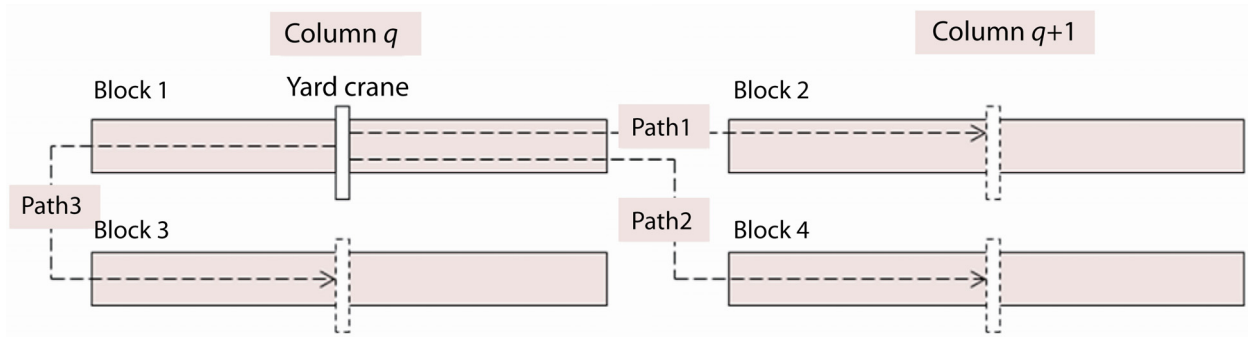 Column q
Column q+1
Block 1
Yard crane
Block 2
Path1
Path3
Path2
Block 3
Block 4